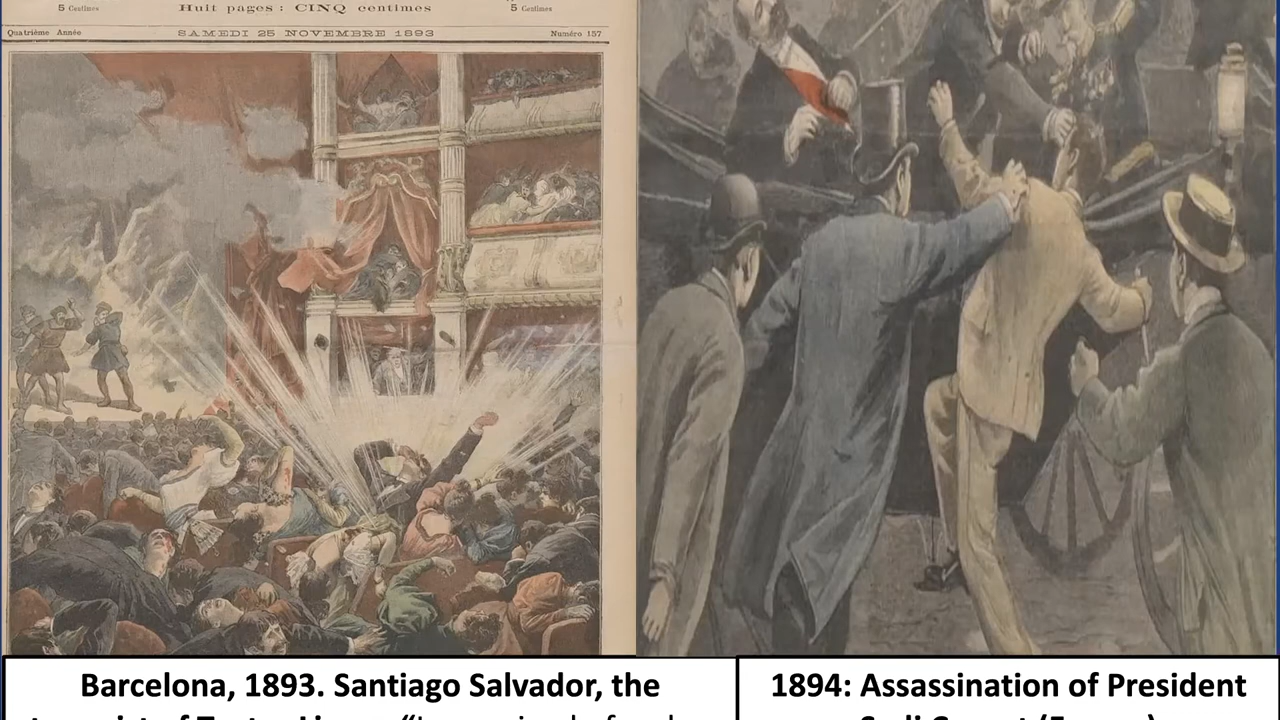 5 Centimes
Huit pages : CINQ centimes
5 Centimes
Quatrième Année
SAMEDI 25 NOVEMBRE 1893
Numéro 157
Barcelona, 1893. Santiago Salvador, the
1894: Assassination of President